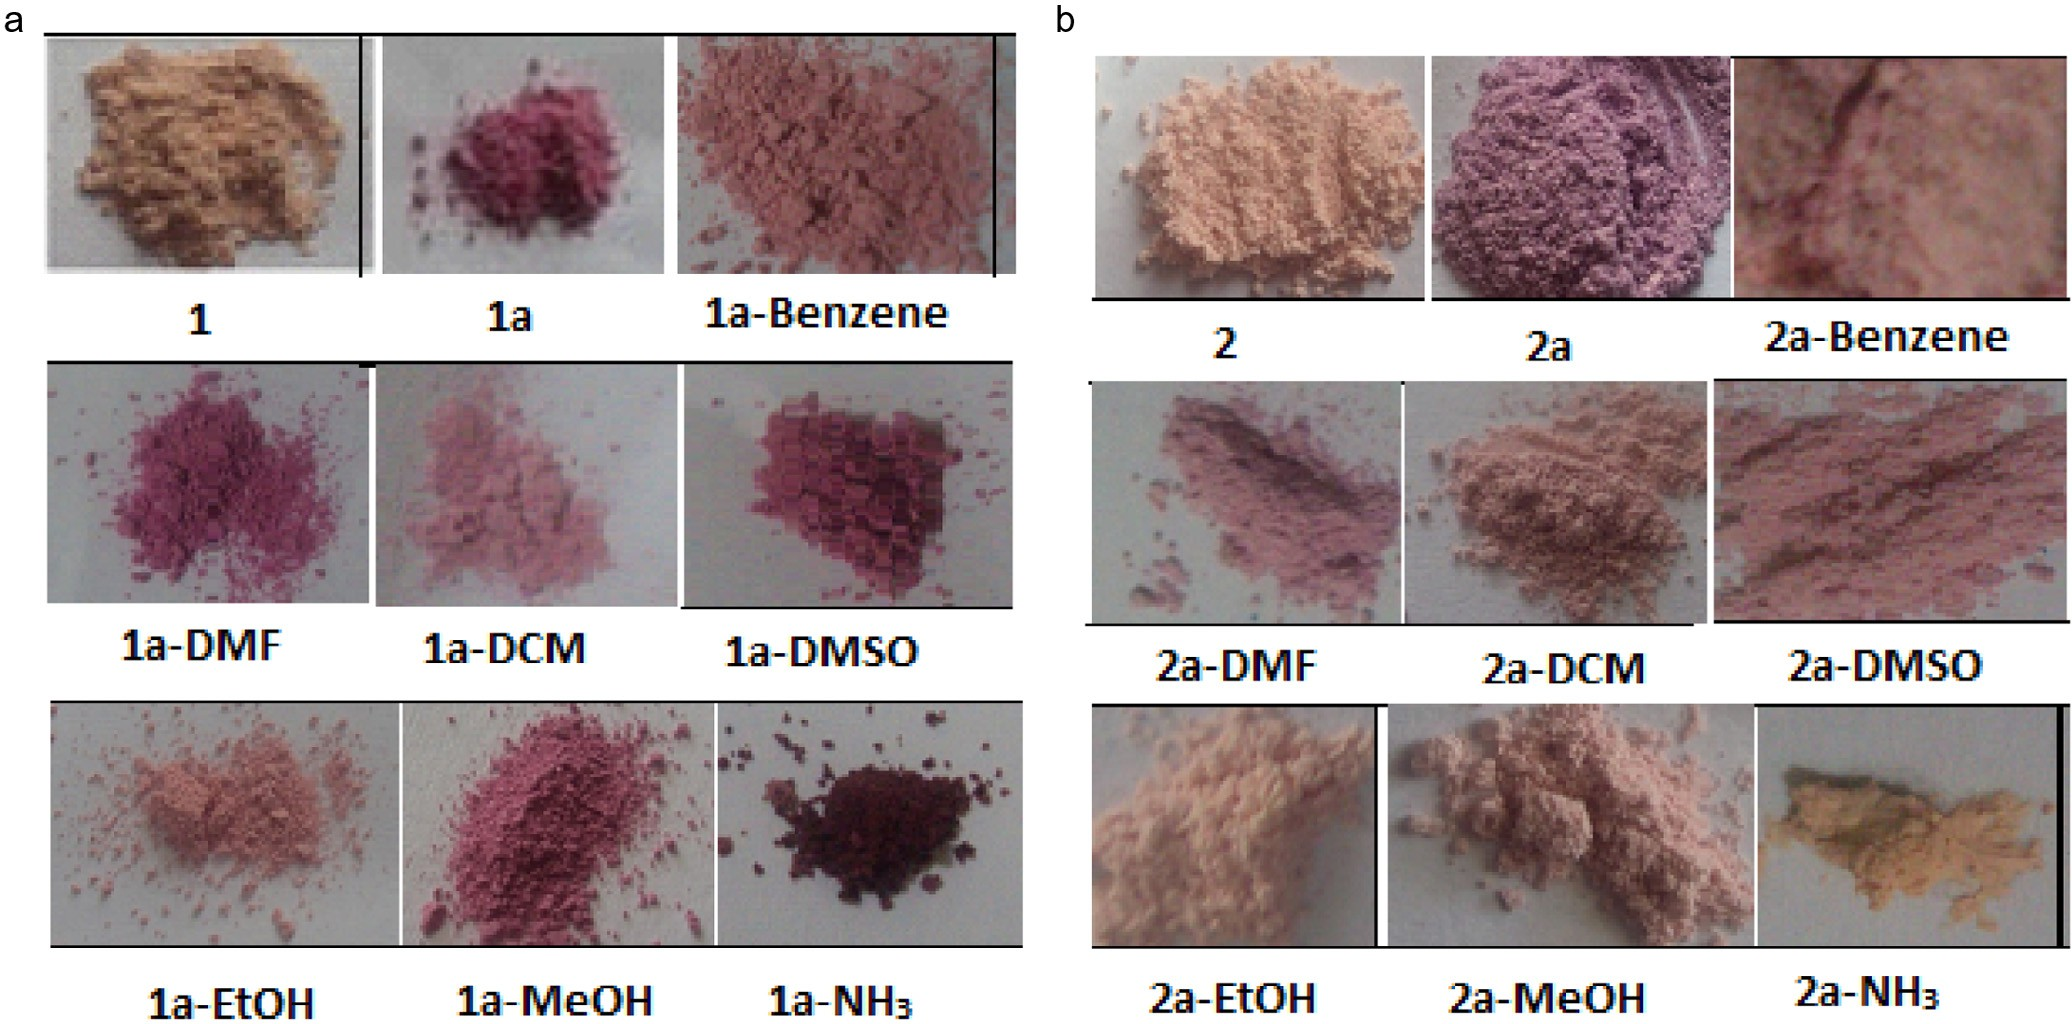 a
1 1a 1a-Benzene
1a-DMF 1a-DCM 1a-DMSO
1a-EtOH 1a-MeOH 1a-NH₃
b
2 2a 2a-Benzene
2a-DMF 2a-DCM 2a-DMSO
2a-EtOH 2a-MeOH 2a-NH₃